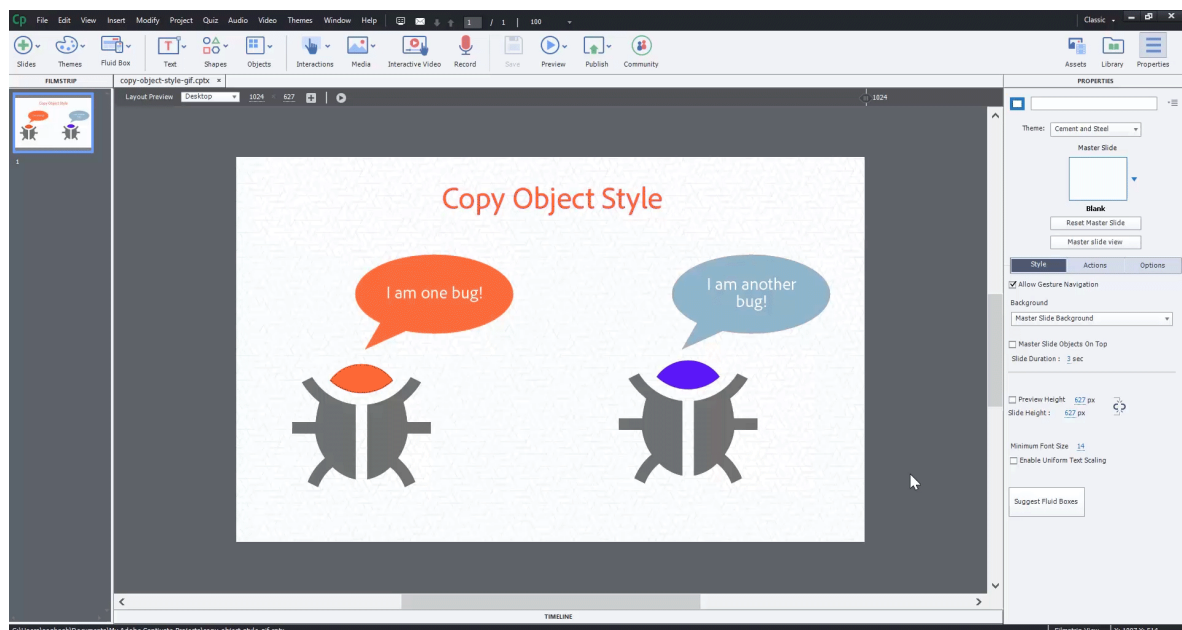 Cp File Edit View Insert Modify Project Quiz Audio Video Themes Window Help 1 / 1 100 Classic
Slides Themes Fluid Box Text Shapes Objects Interactions Media Interactive Video Record Save Preview Publish Community Assets Library Properties
FILMSTRIP
copy-object-style-gif.cptx ×
PROPERTIES
Layout Preview Desktop 1024 × 627
1024
Copy Object Style
1
Theme: Cement and Steel
Master Slide
Blank
Reset Master Slide
Master slide view
Style Actions Options
Allow Gesture Navigation
Background
Master Slide Background
Master Slide Objects On Top
Slide Duration : 3 sec
Preview Height 627 px
Slide Height : 627 px
Minimum Font Size 14
Enable Uniform Text Scaling
Suggest Fluid Boxes
Copy Object Style
I am one bug!
I am another
bug!
TIMELINE